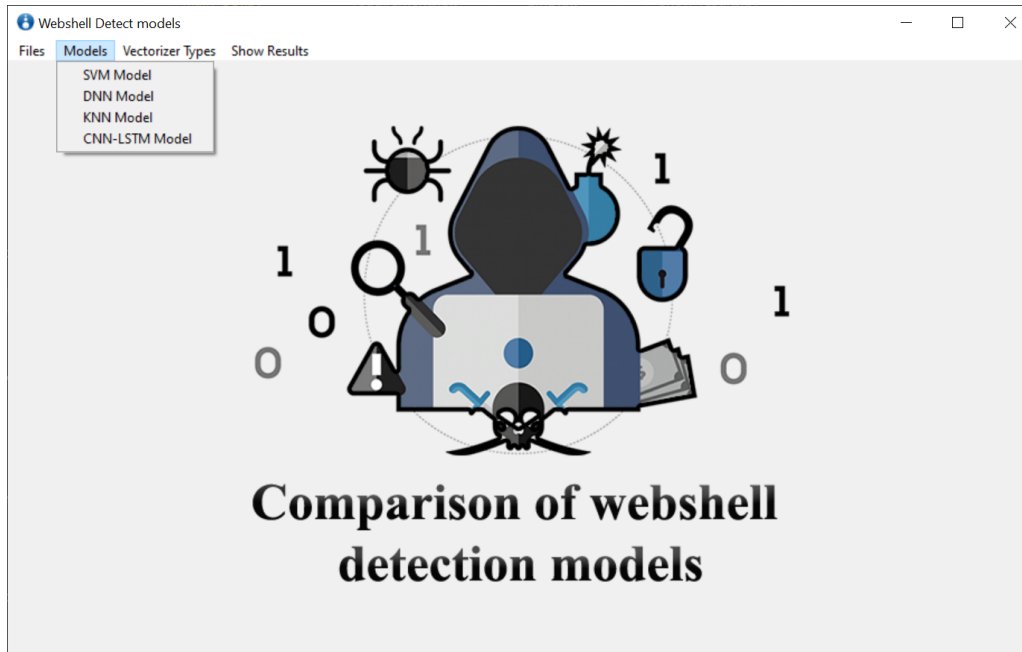 Webshell Detect models
Files Models Vectorizer Types Show Results
SVM Model
DNN Model
KNN Model
CNN-LSTM Model
1
1
1
0
1
0
0
!
$
Comparison of webshell
detection models